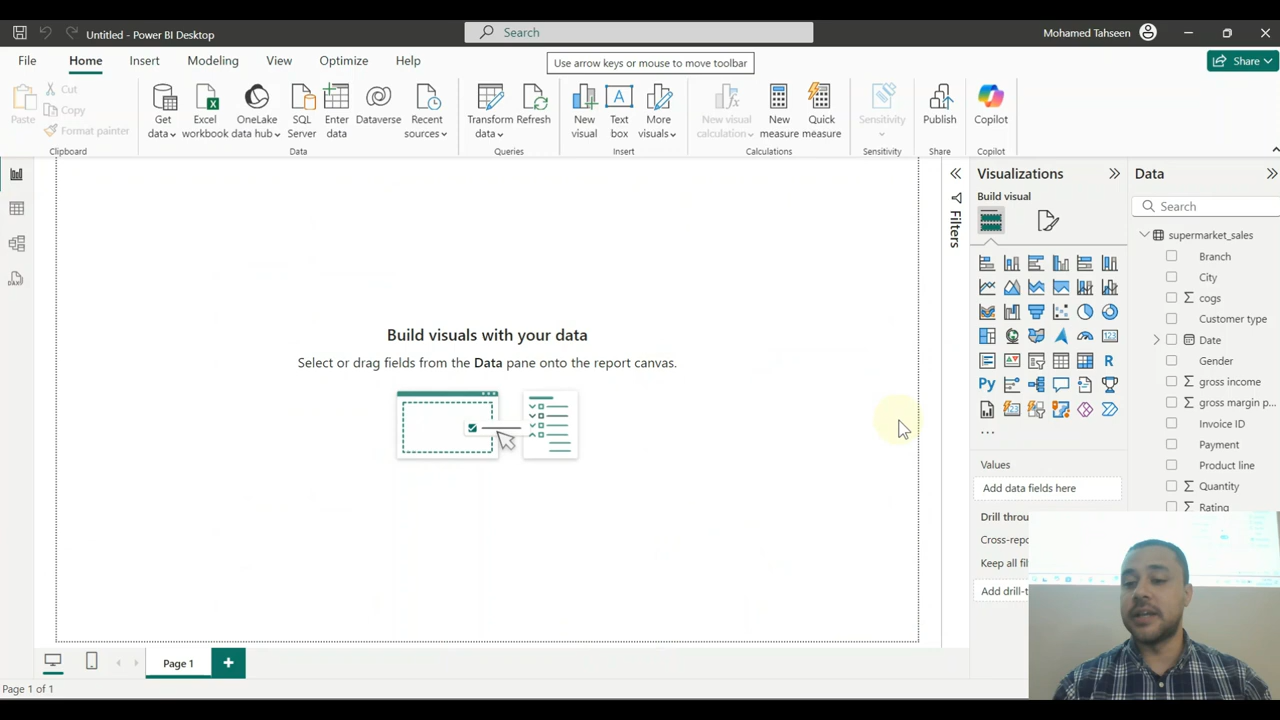 Untitled - Power BI Desktop
Search
Mohamed Tahseen
File
Home
Insert
Modeling
View
Optimize
Help
Use arrow keys or mouse to move toolbar
Share
Paste
Cut
Copy
Format painter
Clipboard
Get data
Excel workbook
OneLake data hub
SQL Server
Enter data
Dataverse
Recent sources
Data
Transform data
Refresh
Queries
New visual
Text box
More visuals
Insert
New visual calculation
New measure
Quick measure
Calculations
Sensitivity
Sensitivity
Publish
Share
Copilot
Copilot
Build visuals with your data
Select or drag fields from the Data pane onto the report canvas.
Filters
Visualizations
Build visual
123
R
Py
Values
Add data fields here
Drill throu
Cross-repo
Keep all fil
Add drill-t
Data
Search
supermarket_sales
Branch
City
Σ cogs
Customer type
Date
Gender
gross income
gross margin p...
Invoice ID
Payment
Product line
Σ Quantity
Σ Rating
DAX
Page 1
Page 1 of 1